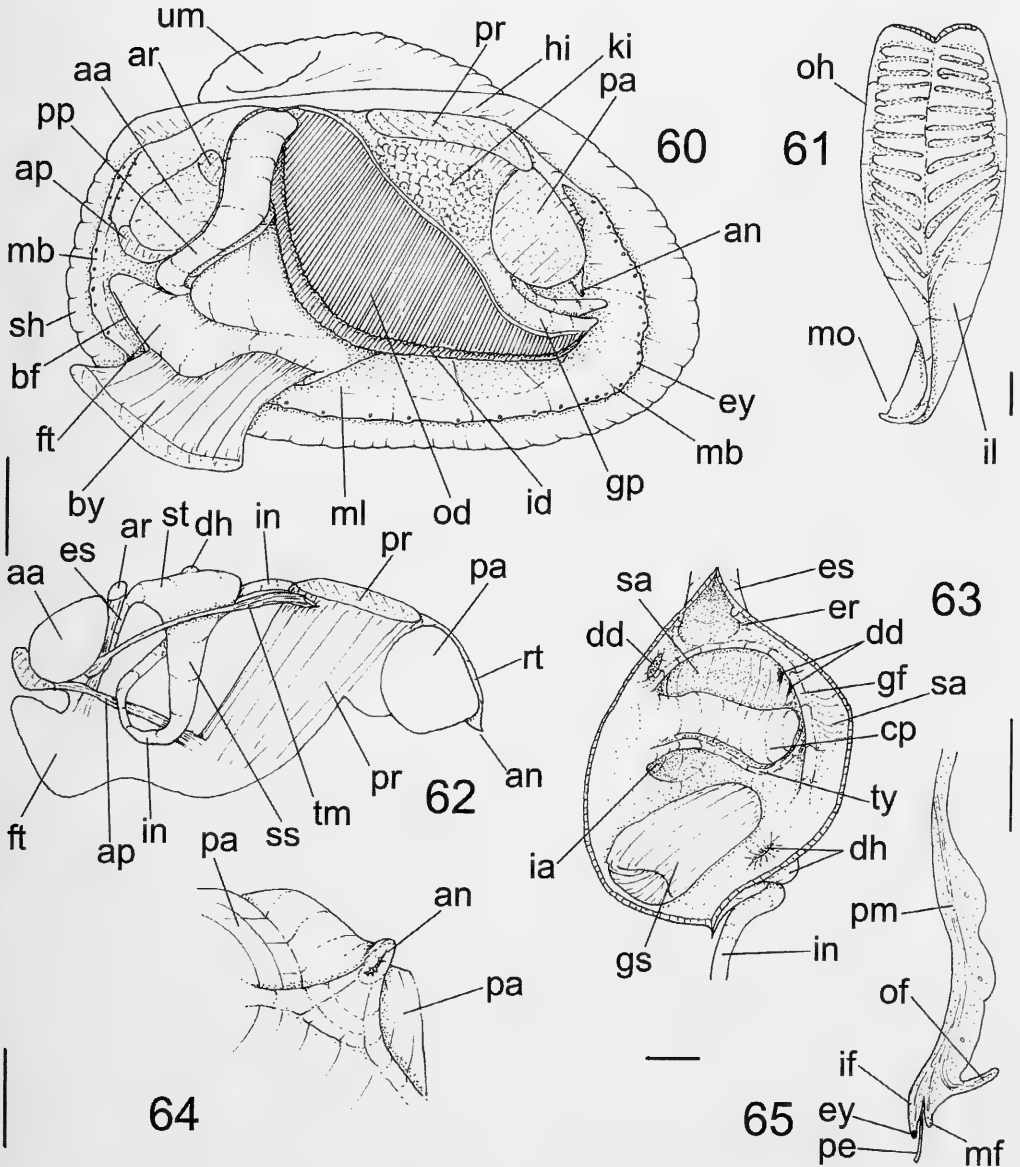 um
ar
aa
pp
ap
mb
sh
bf
ft
by
ml
od
id
gp
mb
ey
an
pa
ki
hi
pr
60
61
oh
mo
il
aa
es
ar
st
dh
in
pr
pa
rt
an
pr
tm
ss
in
ap
ft
62
63
es
er
sa
dd
dd
gf
sa
cp
ty
ia
dh
gs
in
pa
an
pa
64
pm
of
if
ey
pe
mf
65